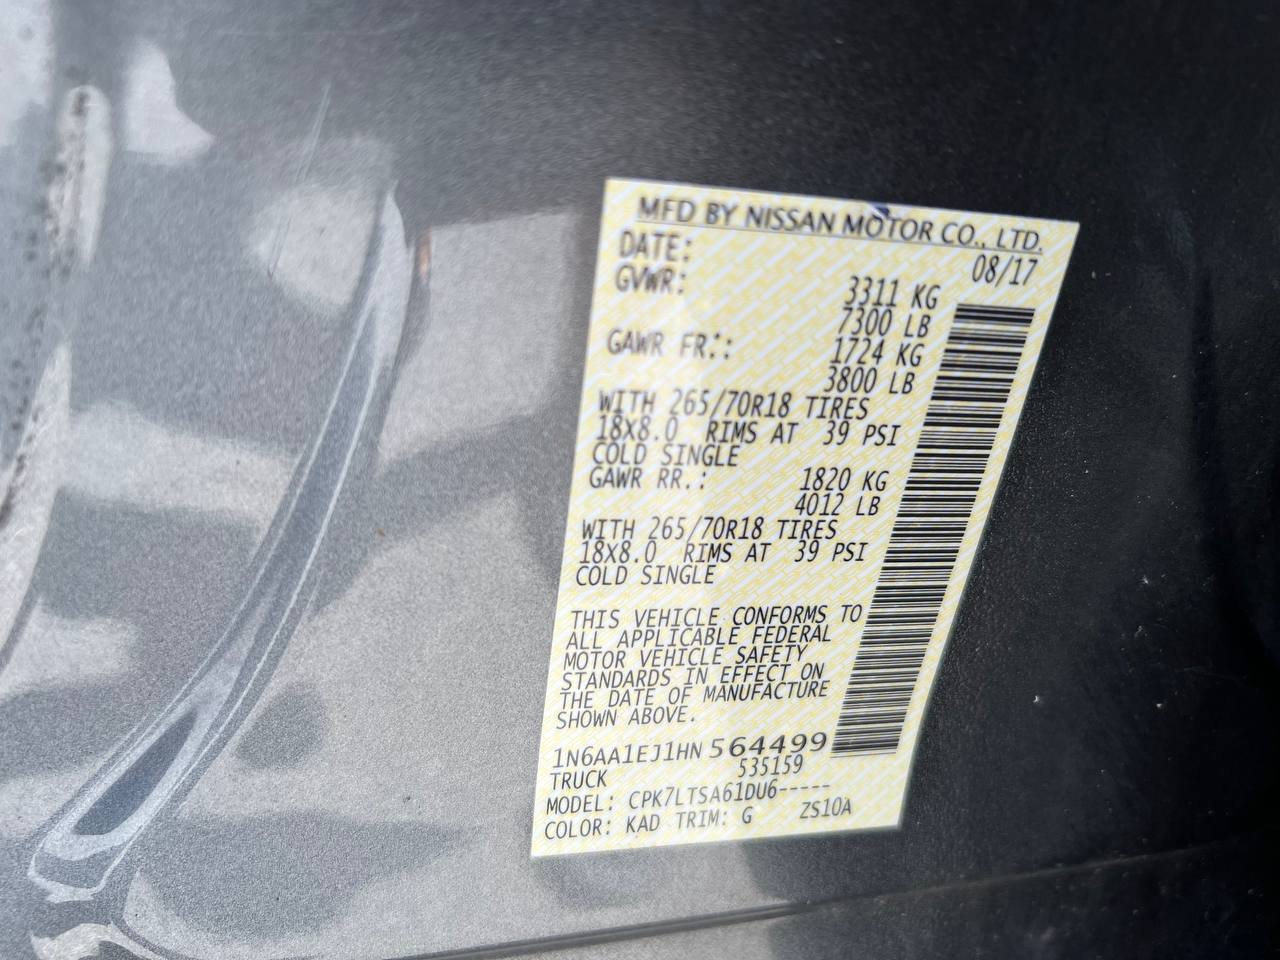 MFD BY NISSAN MOTOR CO., LTD.
DATE: 08/17
GVWR: 3311 KG
7300 LB
GAWR FR.: 1724 KG
3800 LB
WITH 265/70R18 TIRES
18X8.0 RIMS AT 39 PSI
COLD SINGLE
GAWR RR.: 1820 KG
4012 LB
WITH 265/70R18 TIRES
18X8.0 RIMS AT 39 PSI
COLD SINGLE
THIS VEHICLE CONFORMS TO
ALL APPLICABLE FEDERAL
MOTOR VEHICLE SAFETY
STANDARDS IN EFFECT ON
THE DATE OF MANUFACTURE
SHOWN ABOVE.
1N6AA1EJ1HN564499
TRUCK 535159
MODEL: CPK7LTSA61DU6-----
COLOR: KAD TRIM: G ZS10A